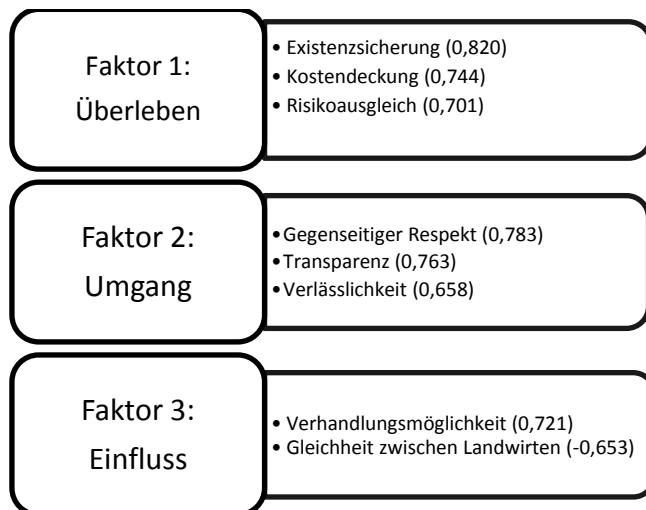 Faktor 1:
Überleben
• Existenzsicherung (0,820)
• Kostendeckung (0,744)
• Risikoausgleich (0,701)
Faktor 2:
Umgang
• Gegenseitiger Respekt (0,783)
• Transparenz (0,763)
• Verlässlichkeit (0,658)
Faktor 3:
Einfluss
• Verhandlungsmöglichkeit (0,721)
• Gleichheit zwischen Landwirten (-0,653)